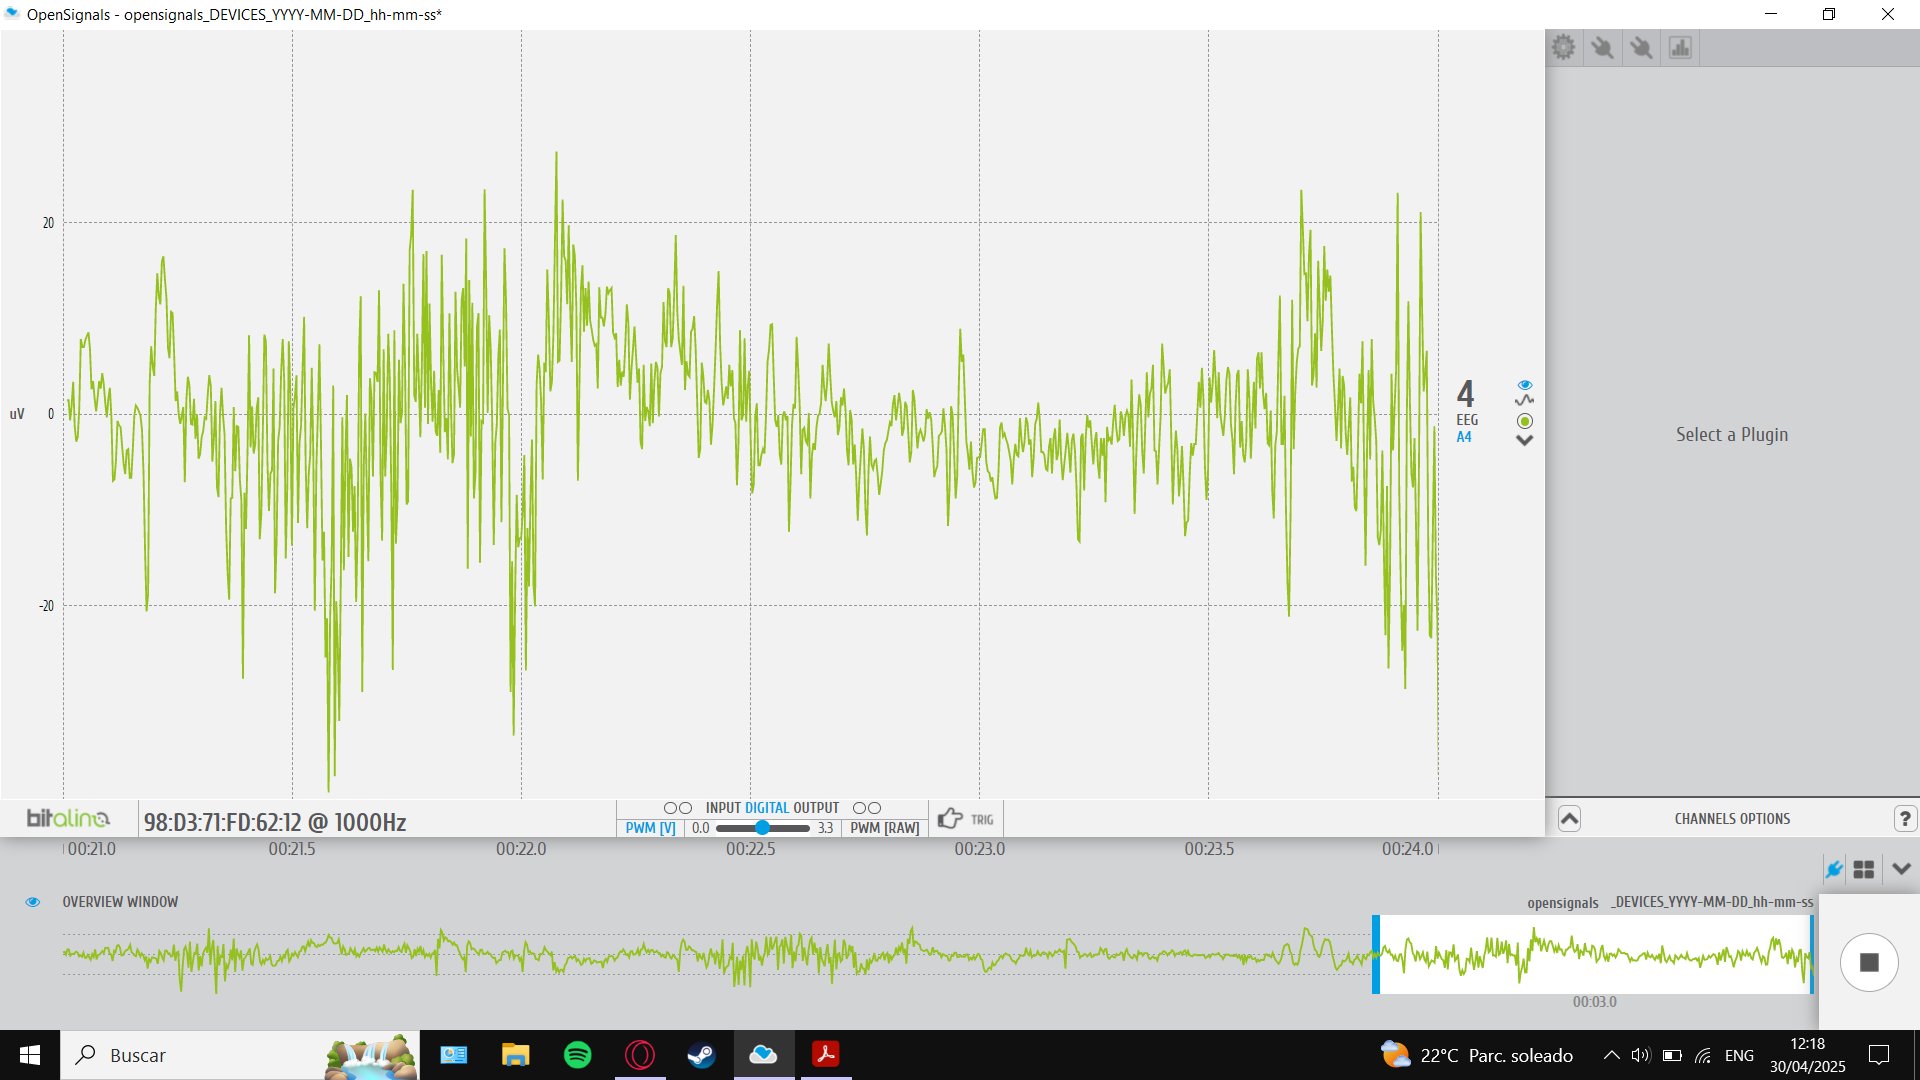 OpenSignals - opensignals_DEVICES_YYYY-MM-DD_hh-mm-ss*
20
uV 0
-20
4
EEG
A4
Select a Plugin
bitalino
98:D3:71:FD:62:12 @ 1000Hz
INPUT DIGITAL OUTPUT
PWM [V] 0.0 3.3 PWM [RAW]
TRIG
CHANNELS OPTIONS
?
00:21.0 00:21.5 00:22.0 00:22.5 00:23.0 00:23.5 00:24.0
OVERVIEW WINDOW
opensignals _DEVICES_YYYY-MM-DD_hh-mm-ss
00:03.0
Buscar
22°C Parc. soleado
ENG
12:18
30/04/2025